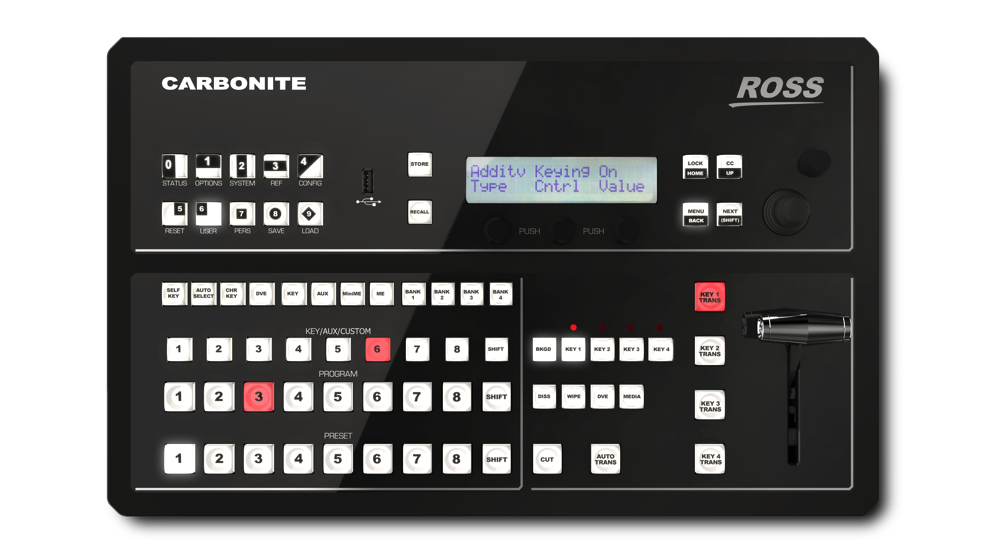 CARBONITE
ROSS
0 1 2 3 4
STATUS OPTIONS SYSTEM REF CONFIG
5 6 7 8 9
RESET USER PERS SAVE LOAD
STORE
RECALL
Additv Keying On
Type Cntrl Value
PUSH PUSH
LOCK
HOME
CC
UP
MENU
BACK
NEXT
(SHIFT)
SELF
KEY
AUTO
SELECT
CHR
KEY
DVE
KEY
AUX
MiniME
ME
BANK
1
BANK
2
BANK
3
BANK
4
KEY/AUX/CUSTOM
1 2 3 4 5 6 7 8 SHIFT
PROGRAM
1 2 3 4 5 6 7 8 SHIFT
PRESET
1 2 3 4 5 6 7 8 SHIFT
BKGD KEY 1 KEY 2 KEY 3 KEY 4
DISS WIPE DVE MEDIA
CUT
AUTO
TRANS
KEY 1
TRANS
KEY 2
TRANS
KEY 3
TRANS
KEY 4
TRANS